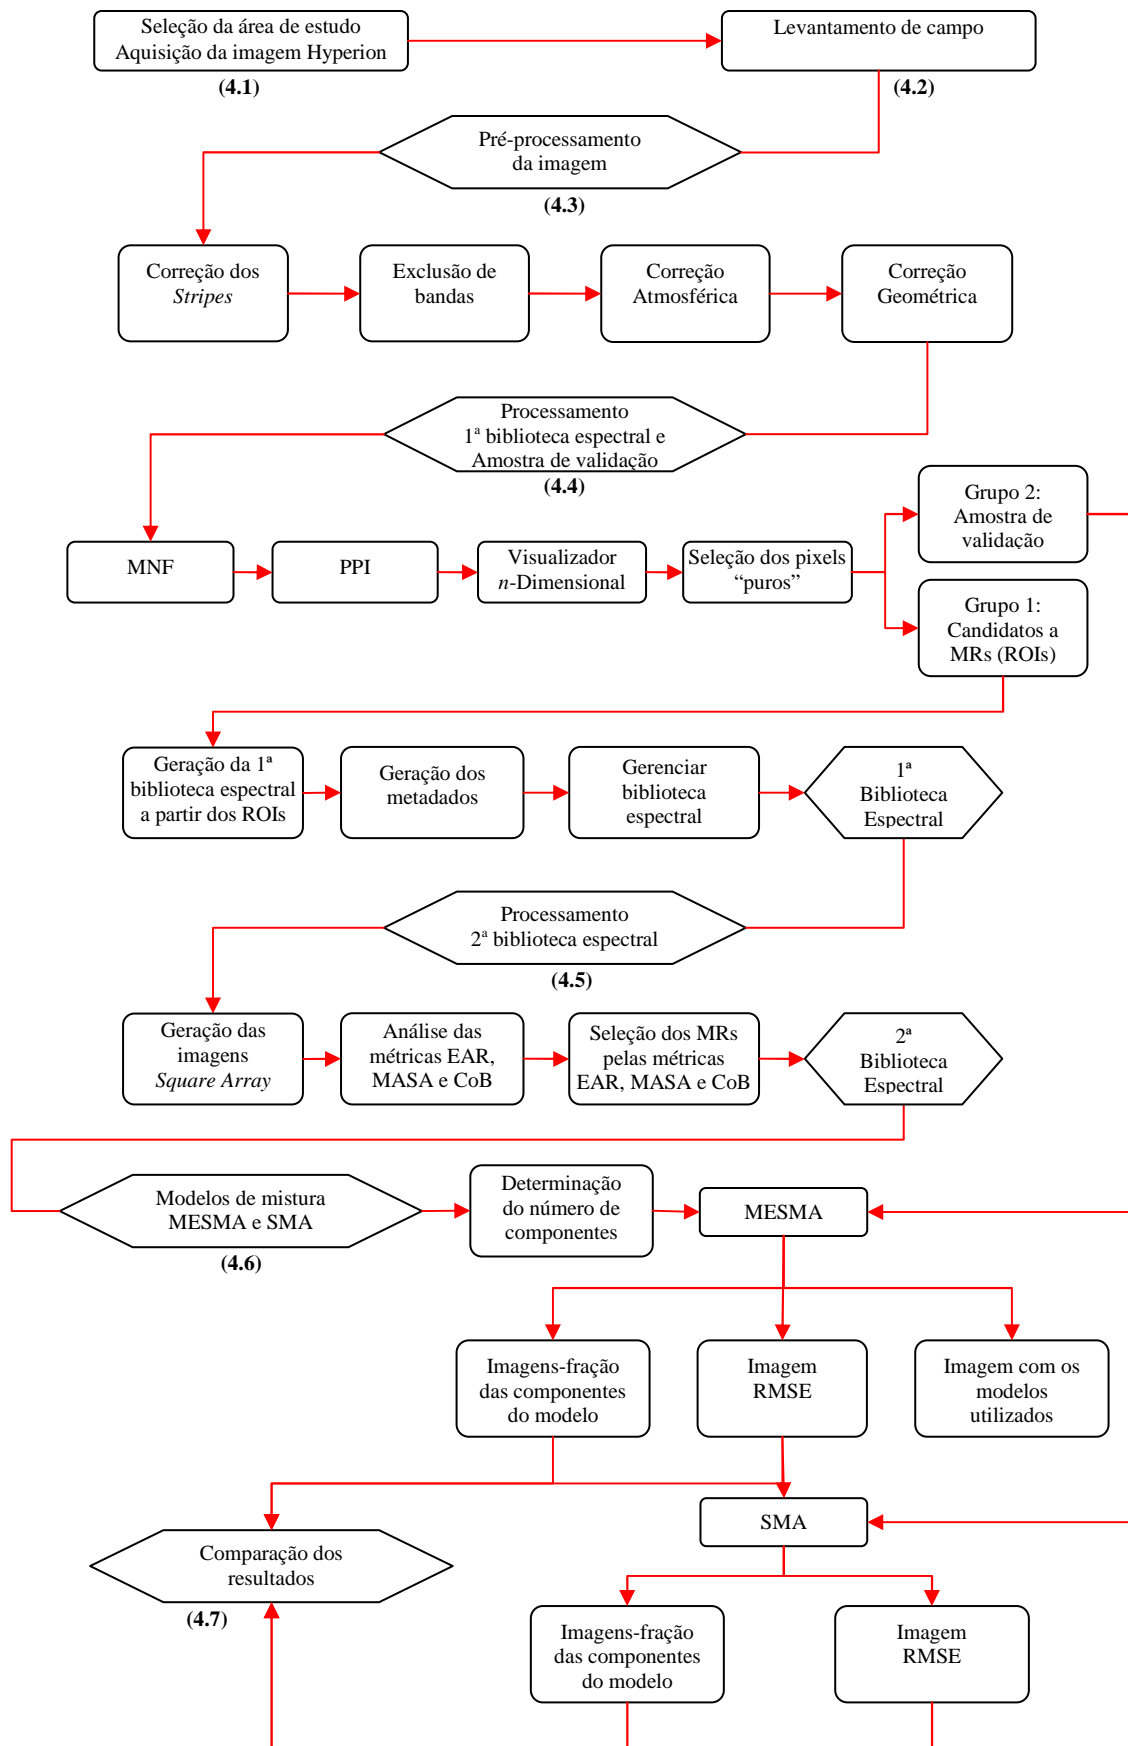 Seleção da área de estudo
Aquisição da imagem Hyperion
(4.1)
Levantamento de campo
(4.2)
Pré-processamento
da imagem
(4.3)
Correção dos
Stripes
Exclusão de
bandas
Correção
Atmosférica
Correção
Geométrica
Processamento
1ª biblioteca espectral e
Amostra de validação
(4.4)
MNF
PPI
Visualizador
n-Dimensional
Seleção dos pixels
“puros”
Grupo 2:
Amostra de
validação
Grupo 1:
Candidatos a
MRs (ROIs)
Geração da 1ª
biblioteca espectral
a partir dos ROIs
Geração dos
metadados
Gerenciar
biblioteca
espectral
1ª
Biblioteca
Espectral
Processamento
2ª biblioteca espectral
(4.5)
Geração das
imagens
Square Array
Análise das
métricas EAR,
MASA e CoB
Seleção dos MRs
pelas métricas
EAR, MASA e CoB
2ª
Biblioteca
Espectral
Modelos de mistura
MESMA e SMA
(4.6)
Determinação
do número de
componentes
MESMA
Imagens-fração
das componentes
do modelo
Imagem
RMSE
Imagem com os
modelos
utilizados
SMA
Comparação dos
resultados
(4.7)
Imagens-fração
das componentes
do modelo
Imagem
RMSE